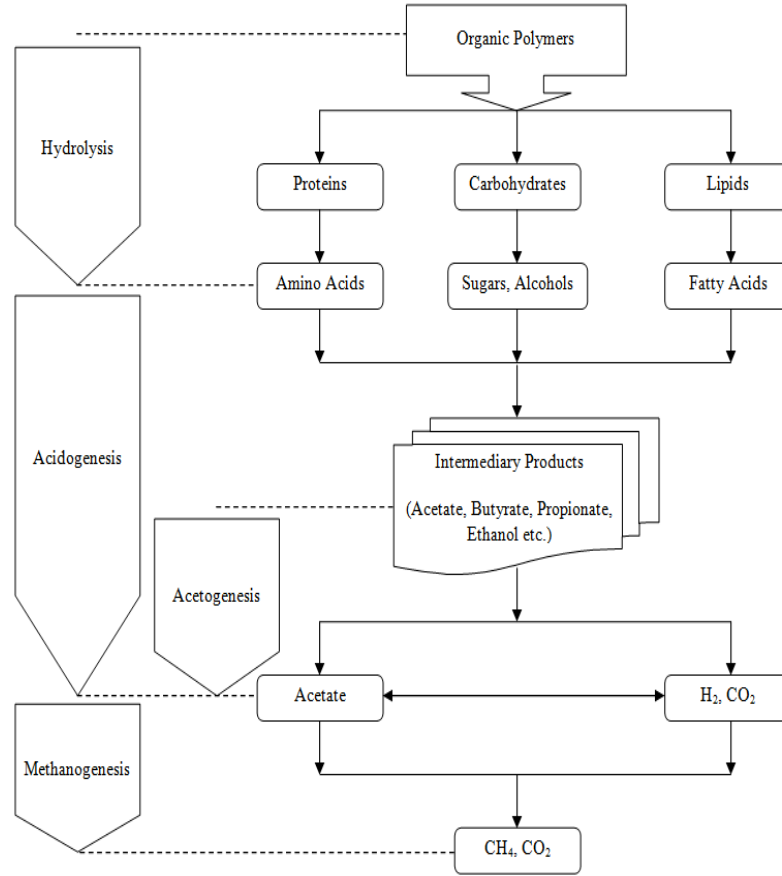 Organic Polymers
Hydrolysis
Proteins
Carbohydrates
Lipids
Amino Acids
Sugars, Alcohols
Fatty Acids
Acidogenesis
Intermediary Products
(Acetate, Butyrate, Propionate,
Ethanol etc.)
Acetogenesis
Acetate
H₂, CO₂
Methanogenesis
CH₄, CO₂